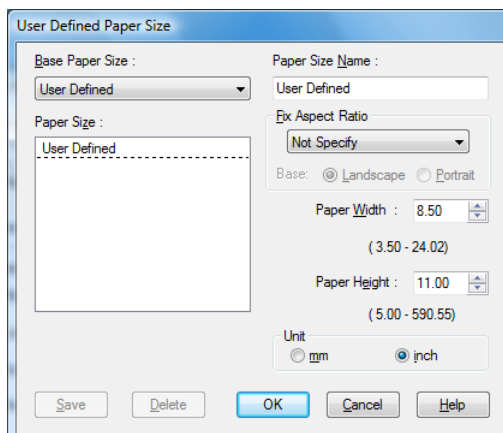 User Defined Paper Size
Base Paper Size :
User Defined
Paper Size :
User Defined
Paper Size Name :
User Defined
Fix Aspect Ratio
Not Specify
Base: Landscape Portrait
Paper Width : 8.50
( 3.50 - 24.02)
Paper Height : 11.00
( 5.00 - 590.55)
Unit
mm inch
Save Delete OK Cancel Help